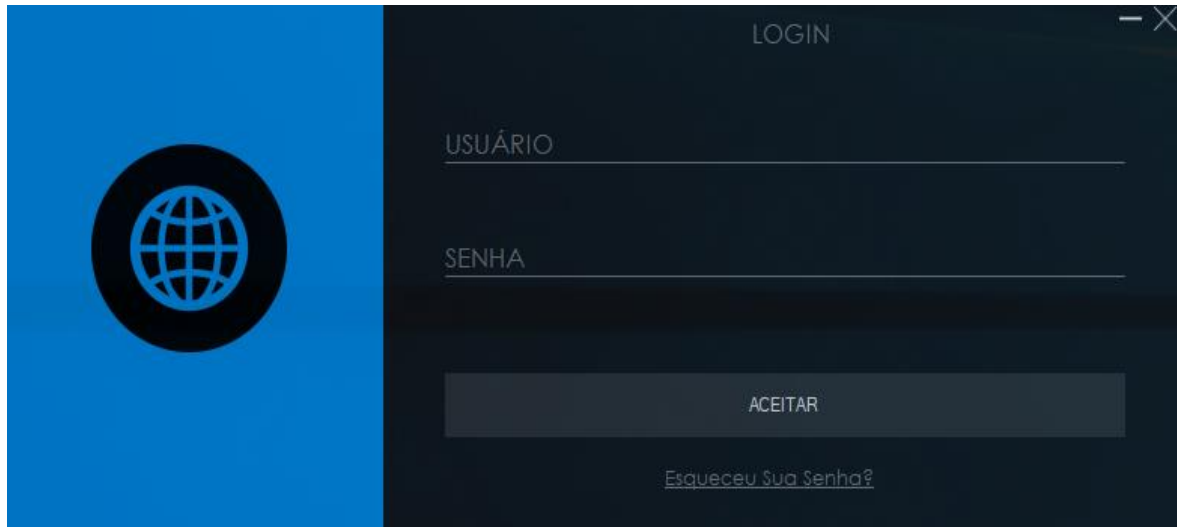 LOGIN
USUÁRIO
SENHA
ACEITAR
Esqueceu Sua Senha?